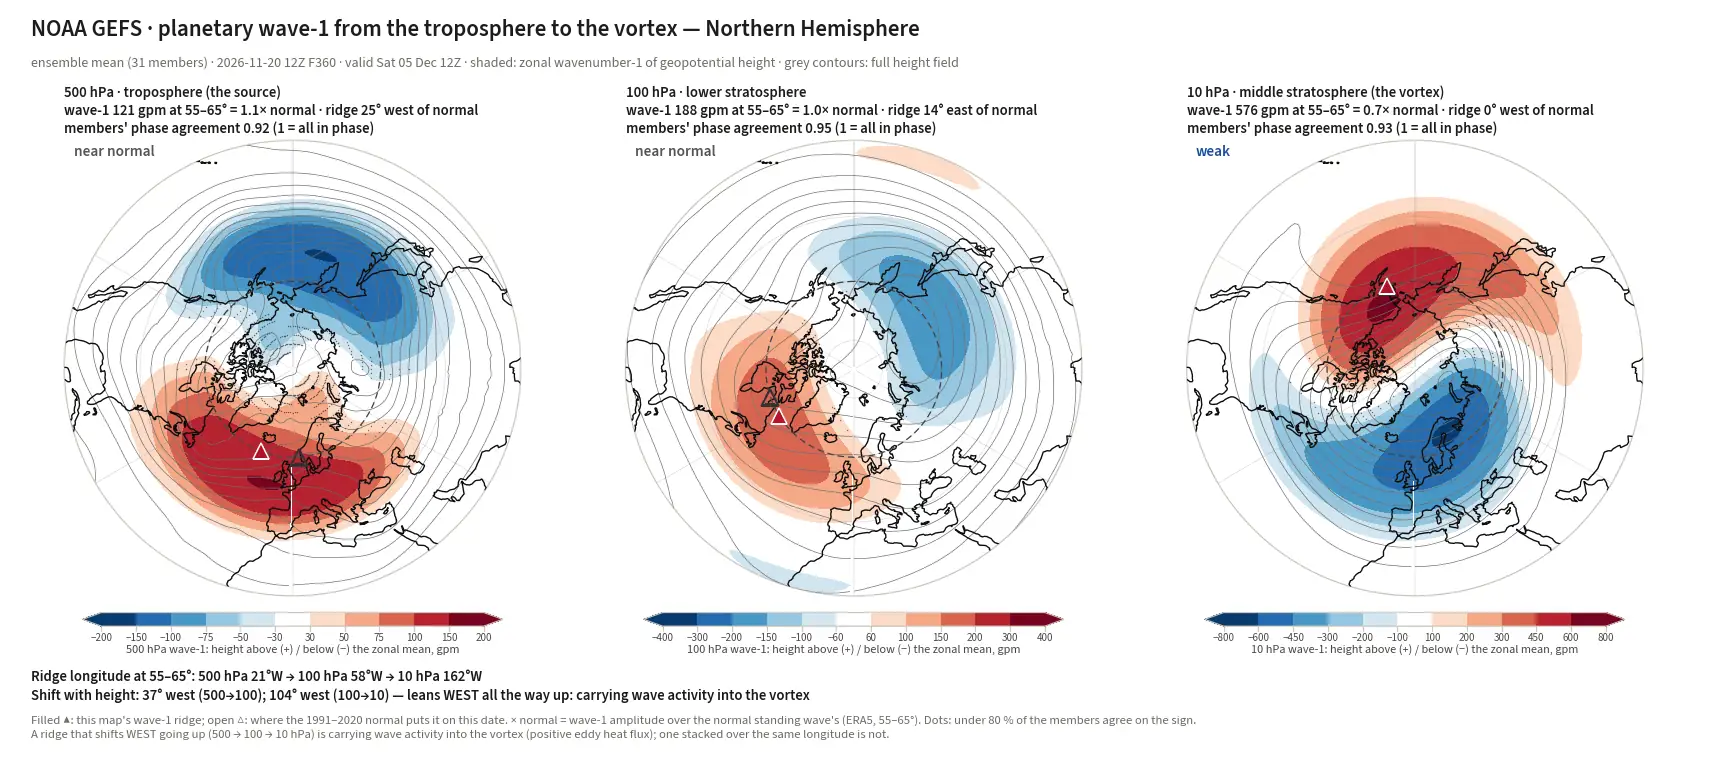 NOAA GEFS · planetary wave-1 from the troposphere to the vortex — Northern Hemisphere
ensemble mean (31 members) · 2026-11-20 12Z F360 · valid Sat 05 Dec 12Z · shaded: zonal wavenumber-1 of geopotential height · grey contours: full height field
500 hPa · troposphere (the source)
wave-1 121 gpm at 55–65° = 1.1× normal · ridge 25° west of normal
members' phase agreement 0.92 (1 = all in phase)
near normal
100 hPa · lower stratosphere
wave-1 188 gpm at 55–65° = 1.0× normal · ridge 14° east of normal
members' phase agreement 0.95 (1 = all in phase)
near normal
10 hPa · middle stratosphere (the vortex)
wave-1 576 gpm at 55–65° = 0.7× normal · ridge 0° west of normal
members' phase agreement 0.93 (1 = all in phase)
weak
−200 −150 −100 −75 −50 −30 30 50 75 100 150 200
500 hPa wave-1: height above (+) / below (−) the zonal mean, gpm
−400 −300 −200 −150 −100 −60 60 100 150 200 300 400
100 hPa wave-1: height above (+) / below (−) the zonal mean, gpm
−800 −600 −450 −300 −200 −100 100 200 300 450 600 800
10 hPa wave-1: height above (+) / below (−) the zonal mean, gpm
Ridge longitude at 55–65°: 500 hPa 21°W → 100 hPa 58°W → 10 hPa 162°W
Shift with height: 37° west (500→100); 104° west (100→10) — leans WEST all the way up: carrying wave activity into the vortex
Filled ▲: this map's wave-1 ridge; open △: where the 1991–2020 normal puts it on this date. × normal = wave-1 amplitude over the normal standing wave's (ERA5, 55–65°). Dots: under 80 % of the members agree on the sign.
A ridge that shifts WEST going up (500 → 100 → 10 hPa) is carrying wave activity into the vortex (positive eddy heat flux); one stacked over the same longitude is not.